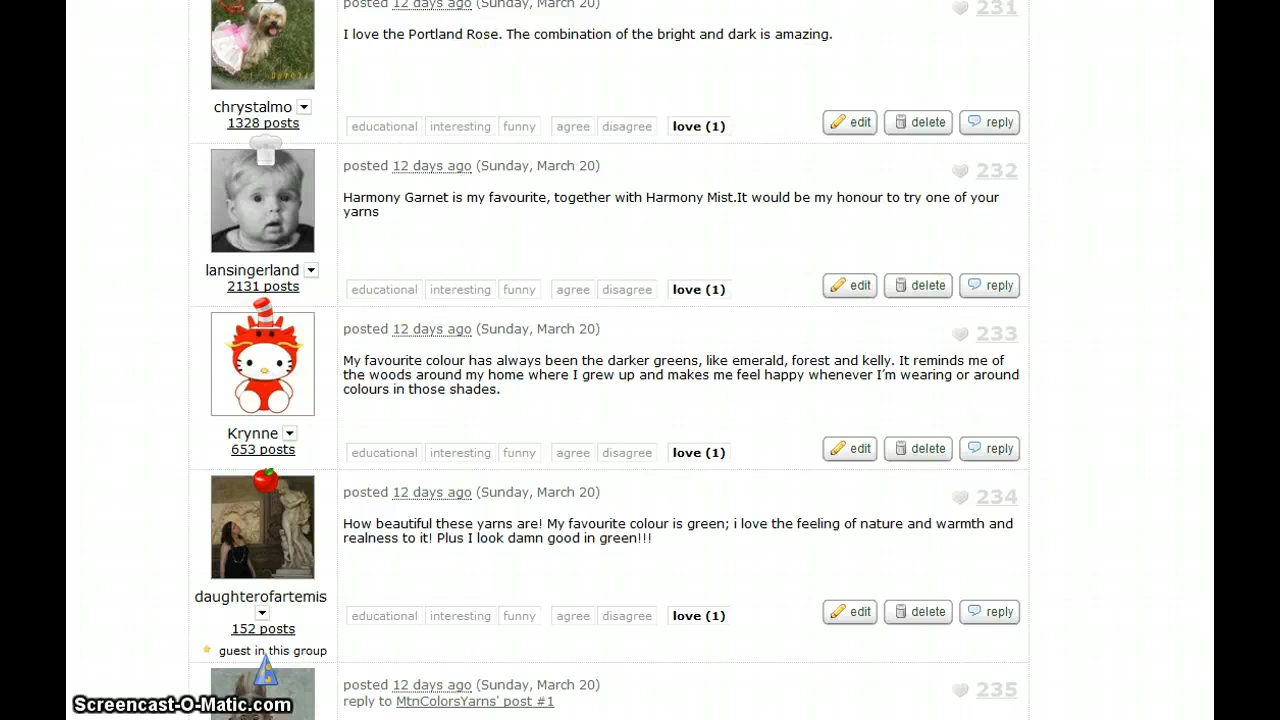 posted 12 days ago (Sunday, March 20)
231
I love the Portland Rose. The combination of the bright and dark is amazing.
chrystalmo
1328 posts
educational interesting funny agree disagree love (1) edit delete reply
posted 12 days ago (Sunday, March 20)
232
Harmony Garnet is my favourite, together with Harmony Mist.It would be my honour to try one of your
yarns
lansingerland
2131 posts
educational interesting funny agree disagree love (1) edit delete reply
posted 12 days ago (Sunday, March 20)
233
My favourite colour has always been the darker greens, like emerald, forest and kelly. It reminds me of
the woods around my home where I grew up and makes me feel happy whenever I'm wearing or around
colours in those shades.
Krynne
653 posts
educational interesting funny agree disagree love (1) edit delete reply
posted 12 days ago (Sunday, March 20)
234
How beautiful these yarns are! My favourite colour is green; i love the feeling of nature and warmth and
realness to it! Plus I look damn good in green!!!
daughterofartemis
152 posts
guest in this group
educational interesting funny agree disagree love (1) edit delete reply
posted 12 days ago (Sunday, March 20)
235
reply to MtnColorsYarns' post #1
Screencast-O-Matic.com